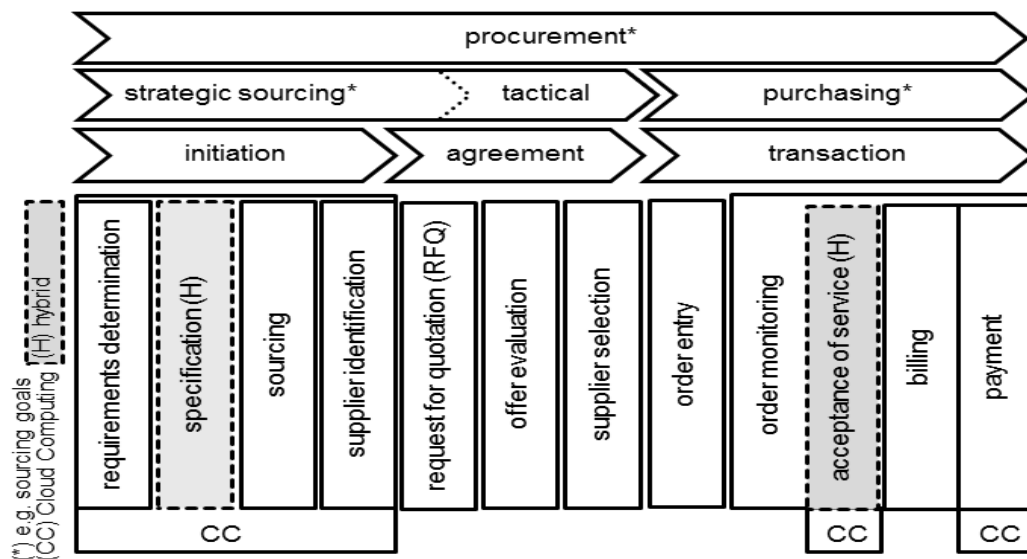 procurement*
strategic sourcing*
tactical
purchasing*
initiation
agreement
transaction
(*) e.g. sourcing goals
(CC) Cloud Computing
(H) hybrid
requirements determination
specification (H)
sourcing
supplier identification
request for quotation (RFQ)
offer evaluation
supplier selection
order entry
order monitoring
acceptance of service (H)
billing
payment
CC
CC
CC